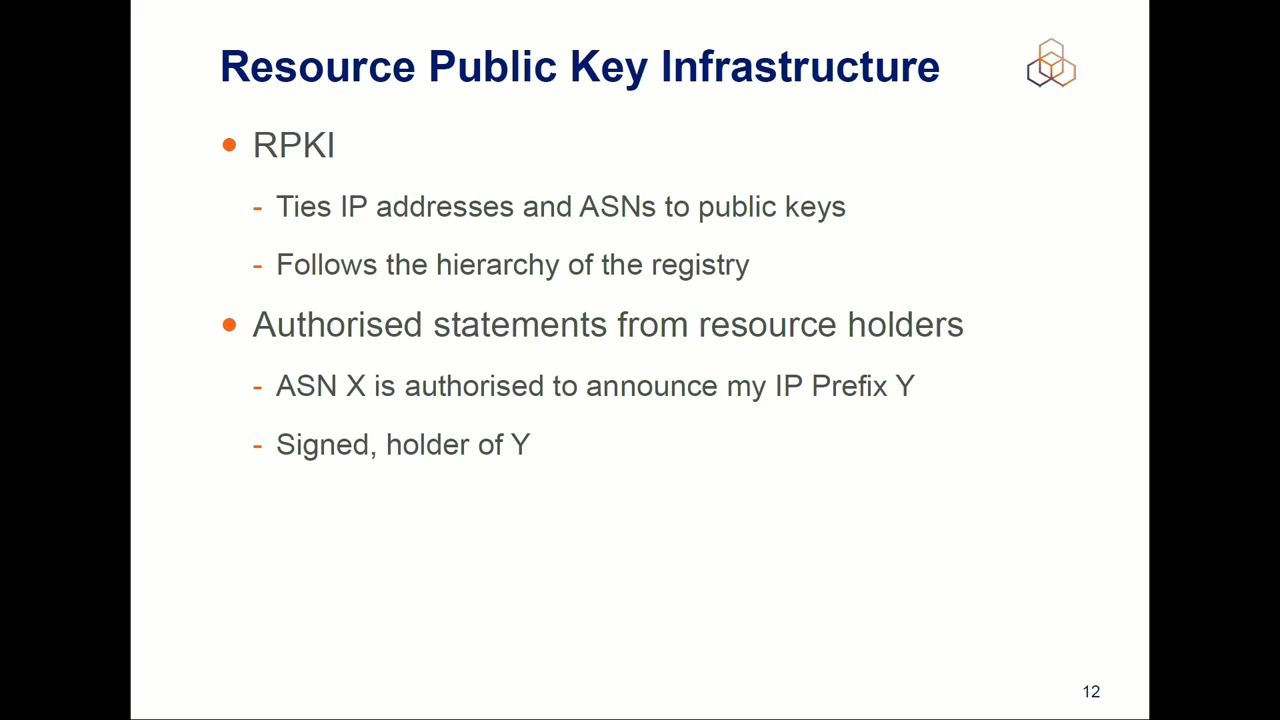 Resource Public Key Infrastructure
• RPKI
- Ties IP addresses and ASNs to public keys
- Follows the hierarchy of the registry
• Authorised statements from resource holders
- ASN X is authorised to announce my IP Prefix Y
- Signed, holder of Y
12